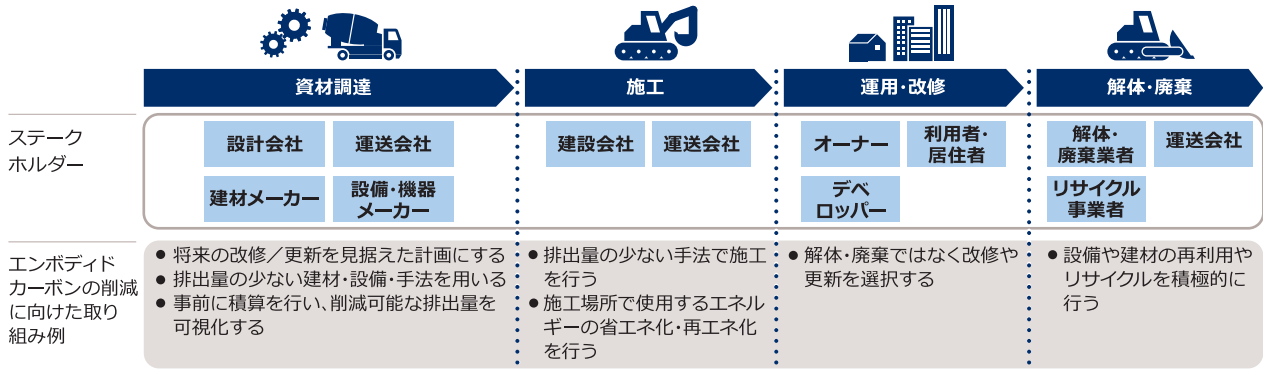 資材調達
施工
運用・改修
解体・廃棄
ステーク
ホルダー
設計会社
運送会社
建材メーカー
設備・機器
メーカー
建設会社
運送会社
オーナー
利用者・
居住者
デベ
ロッパー
解体・
廃棄業者
運送会社
リサイクル
事業者
エンボディド
カーボンの削減
に向けた取り
組み例
● 将来の改修／更新を見据えた計画にする
● 排出量の少ない建材・設備・手法を用いる
● 事前に積算を行い、削減可能な排出量を
可視化する
● 排出量の少ない手法で施工
を行う
● 施工場所で使用するエネル
ギーの省エネ化・再エネ化
を行う
● 解体・廃棄ではなく改修や
更新を選択する
● 設備や建材の再利用や
リサイクルを積極的に
行う